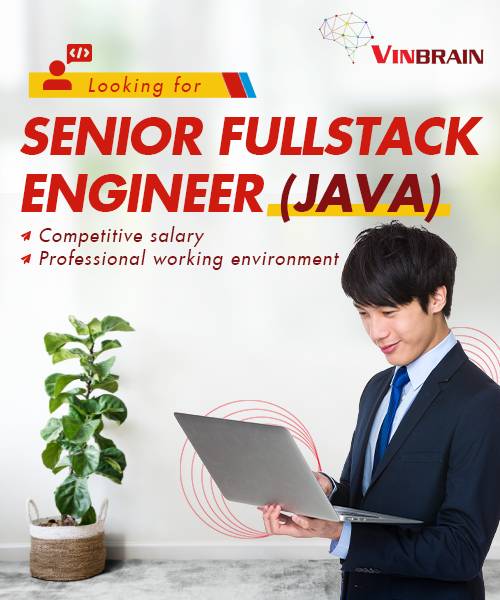 VINBRAIN
</>
Looking for
SENIOR FULLSTACK
ENGINEER (JAVA)
Competitive salary
Professional working environment